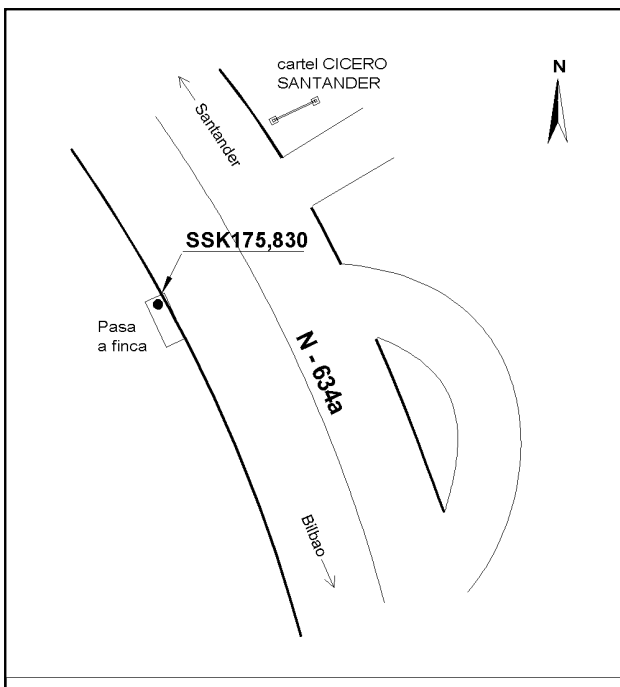 cartel CICERO
SANTANDER
N
Santander
SSK175,830
Pasa
a finca
N - 634a
Bilbao